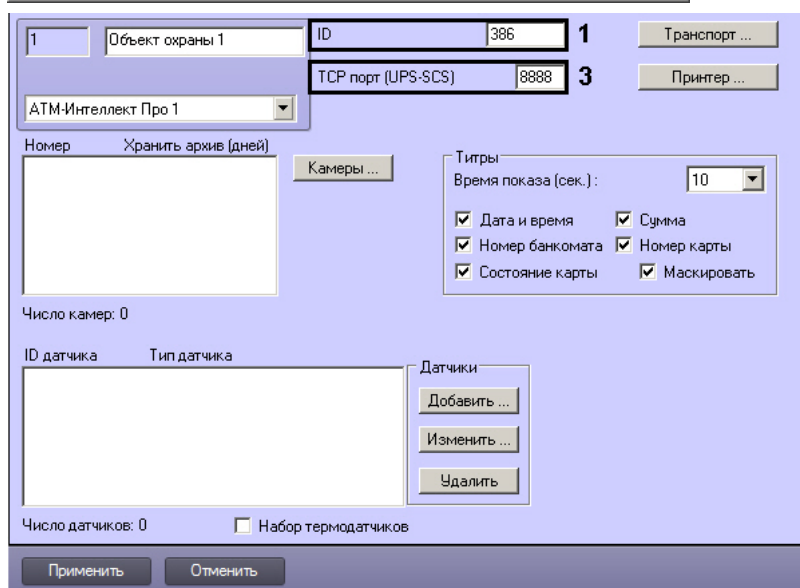 1 Объект охраны 1 ID 386 1 Транспорт ...
TCP порт (UPS-SCS) 8888 3 Принтер ...
АТМ-Интеллект Про 1
Номер Хранить архив (дней)
Камеры ...
Титры
Время показа (сек.) : 10
Дата и время Сумма
Номер банкомата Номер карты
Состояние карты Маскировать
Число камер: 0
ID датчика Тип датчика
Датчики
Добавить ...
Изменить ...
Удалить
Число датчиков: 0 Набор термодатчиков
Применить Отменить